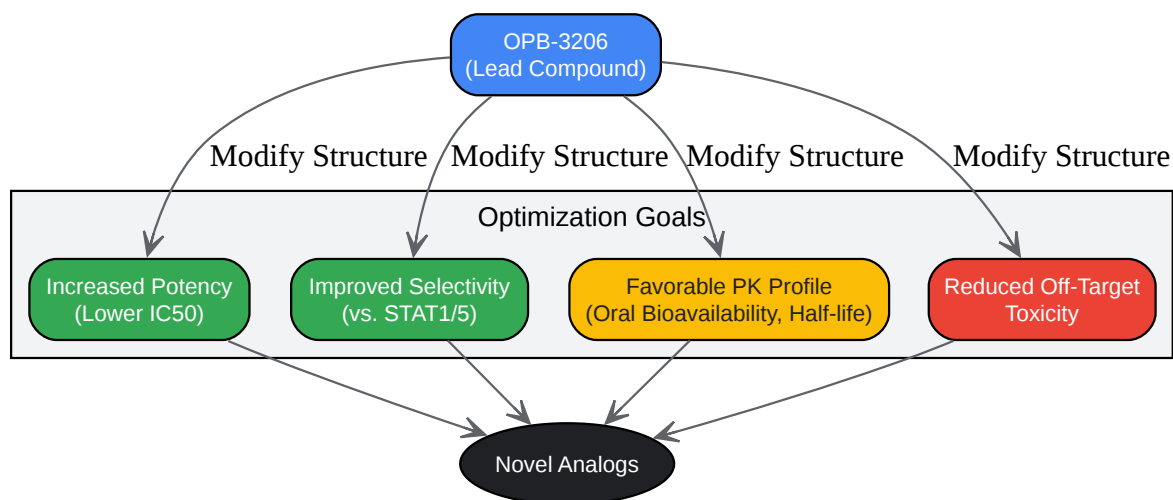 OPB-3206
(Lead Compound)
Modify Structure
Modify Structure
Modify Structure
Modify Structure
Optimization Goals
Increased Potency
(Lower IC50)
Improved Selectivity
(vs. STAT1/5)
Favorable PK Profile
(Oral Bioavailability, Half-life)
Reduced Off-Target
Toxicity
Novel Analogs